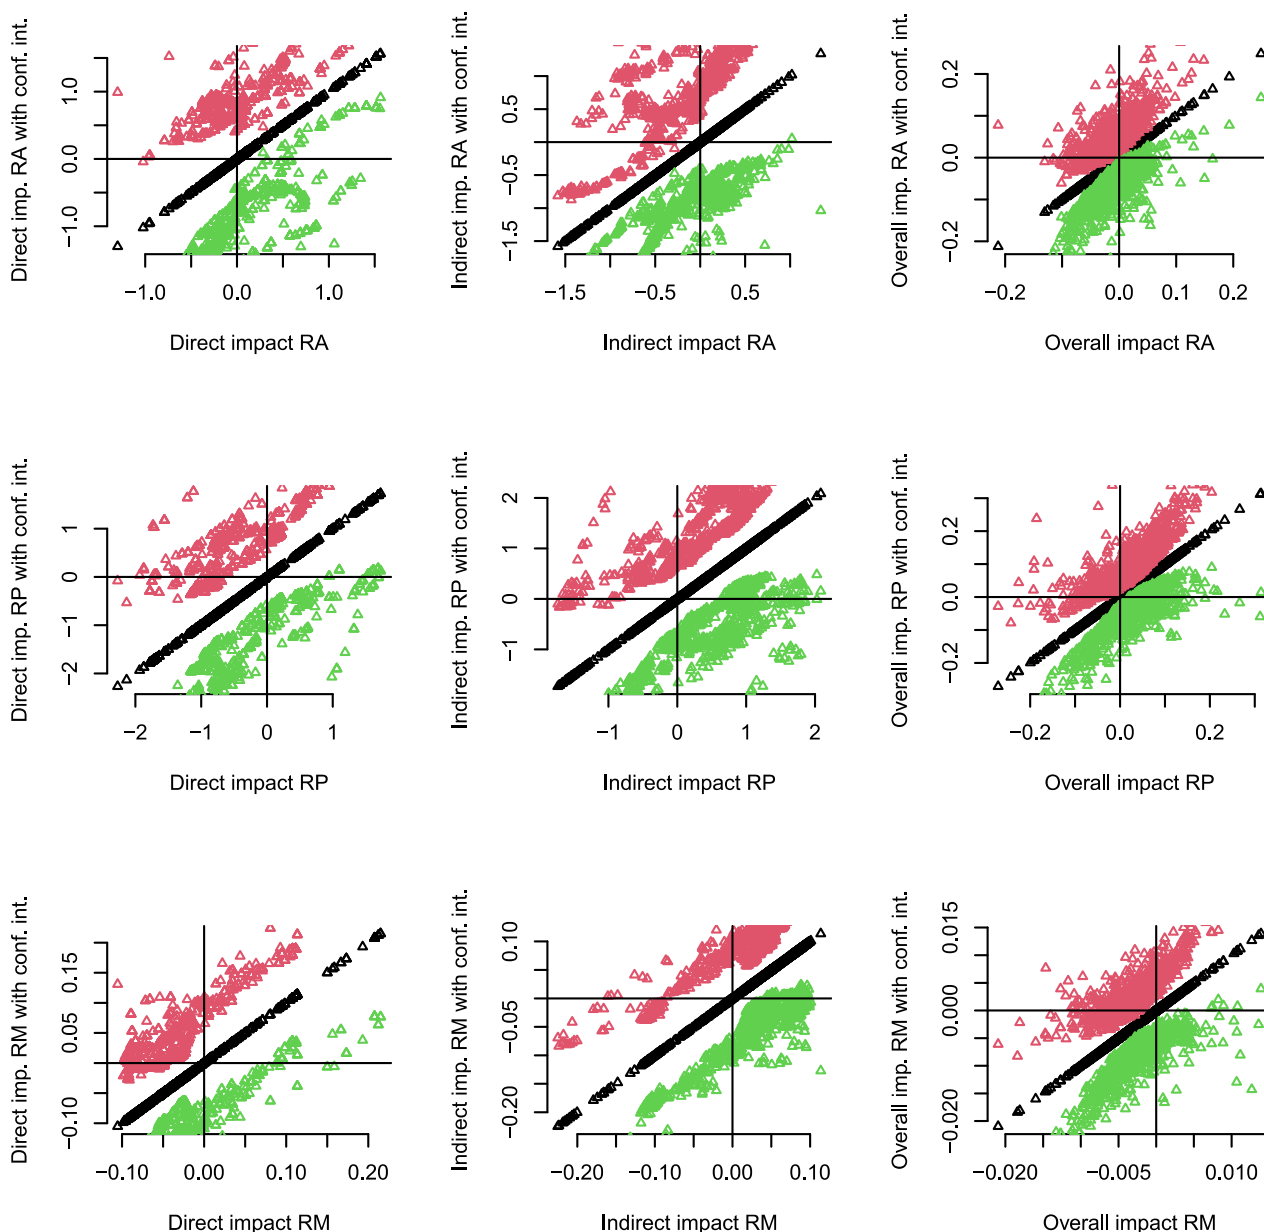 Direct imp. RA with conf. int.
1.0
0.0
−1.0
−1.0 0.0 1.0
Direct impact RA
Indirect imp. RA with conf. int.
0.5
−0.5
−1.5
−1.5 −0.5 0.5
Indirect impact RA
Overall imp. RA with conf. int.
0.2
0.0
−0.2
−0.2 0.0 0.1 0.2
Overall impact RA
Direct imp. RP with conf. int.
1
0
−1
−2
−2 −1 0 1
Direct impact RP
Indirect imp. RP with conf. int.
2
1
0
−1
−1 0 1 2
Indirect impact RP
Overall imp. RP with conf. int.
0.2
0.0
−0.2
−0.2 0.0 0.2
Overall impact RP
Direct imp. RM with conf. int.
0.15
0.05
−0.10
−0.10 0.00 0.10 0.20
Direct impact RM
Indirect imp. RM with conf. int.
0.10
−0.05
−0.20
−0.20 −0.10 0.00 0.10
Indirect impact RM
Overall imp. RM with conf. int.
0.015
0.000
−0.020
−0.020 −0.005 0.010
Overall impact RM